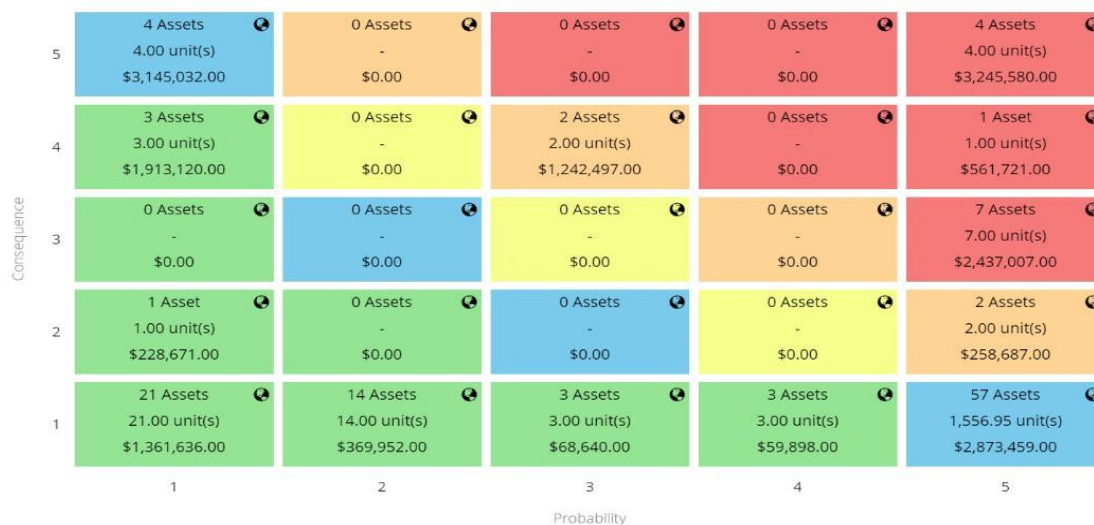 4 Assets
4.00 unit(s)
$3,145,032.00
0 Assets
-
$0.00
0 Assets
-
$0.00
0 Assets
-
$0.00
4 Assets
4.00 unit(s)
$3,245,580.00
5
3 Assets
3.00 unit(s)
$1,913,120.00
0 Assets
-
$0.00
2 Assets
2.00 unit(s)
$1,242,497.00
0 Assets
-
$0.00
1 Asset
1.00 unit(s)
$561,721.00
4
0 Assets
-
$0.00
0 Assets
-
$0.00
0 Assets
-
$0.00
0 Assets
-
$0.00
7 Assets
7.00 unit(s)
$2,437,007.00
3
Consequence
1 Asset
1.00 unit(s)
$228,671.00
0 Assets
-
$0.00
0 Assets
-
$0.00
0 Assets
-
$0.00
2 Assets
2.00 unit(s)
$258,687.00
2
21 Assets
21.00 unit(s)
$1,361,636.00
14 Assets
14.00 unit(s)
$369,952.00
3 Assets
3.00 unit(s)
$68,640.00
3 Assets
3.00 unit(s)
$59,898.00
57 Assets
1,556.95 unit(s)
$2,873,459.00
1
1 2 3 4 5
Probability